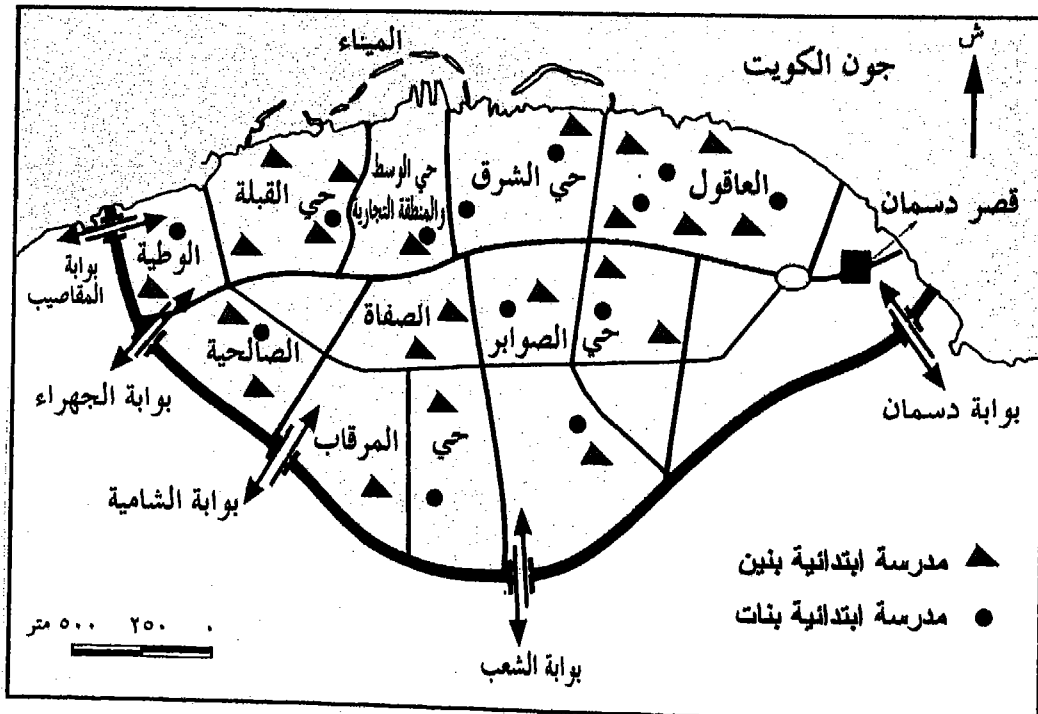 الميناء
ش
جون الكويت
العاقول
حي الشرق
حي الوسط
والمنطقة التجارية
حي القبلة
قصر دسمان
الوطية
بوابة
المقاصيب
الصفاة
حي الصوابر
الصالحية
بوابة الجهراء
بوابة دسمان
حي المرقاب
بوابة الشامية
مدرسة ابتدائية بنين
مدرسة ابتدائية بنات
٠ ٢٥٠ ٥٠٠ متر
بوابة الشعب